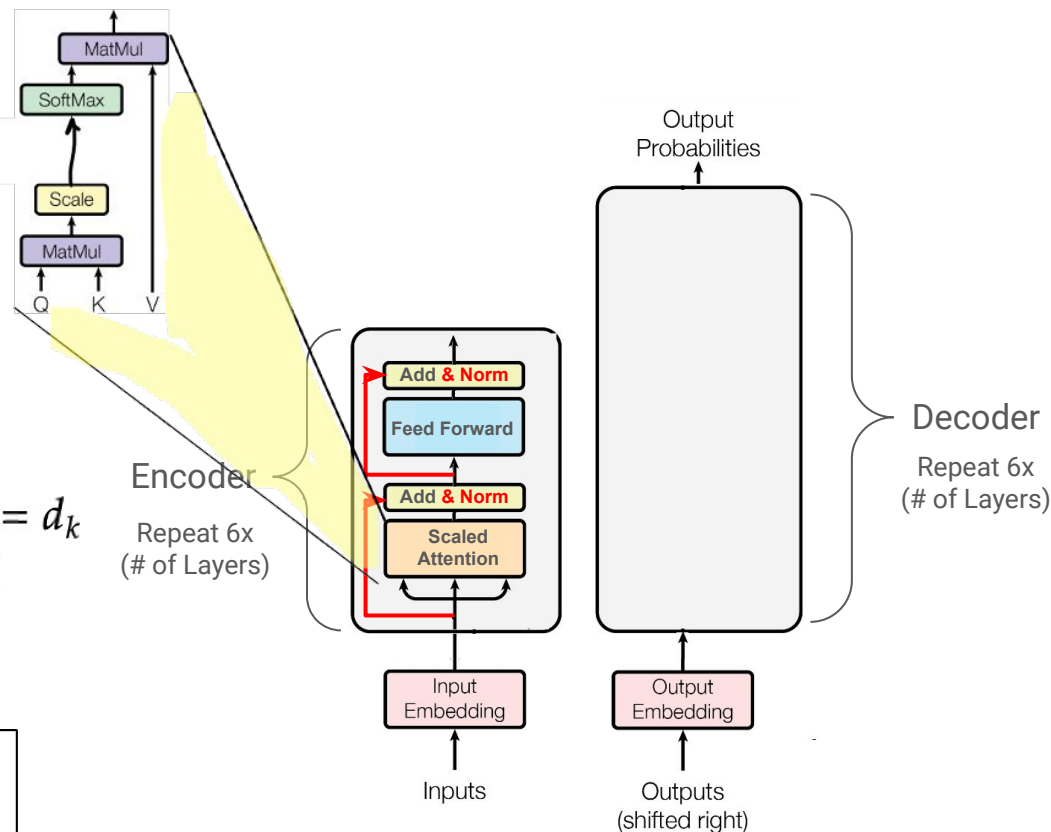 MatMul
SoftMax
Scale
MatMul
Q K V
= d_k
Encoder
Repeat 6x
(# of Layers)
Add & Norm
Feed Forward
Add & Norm
Scaled
Attention
Input
Embedding
Inputs
Output
Probabilities
Decoder
Repeat 6x
(# of Layers)
Output
Embedding
Outputs
(shifted right)